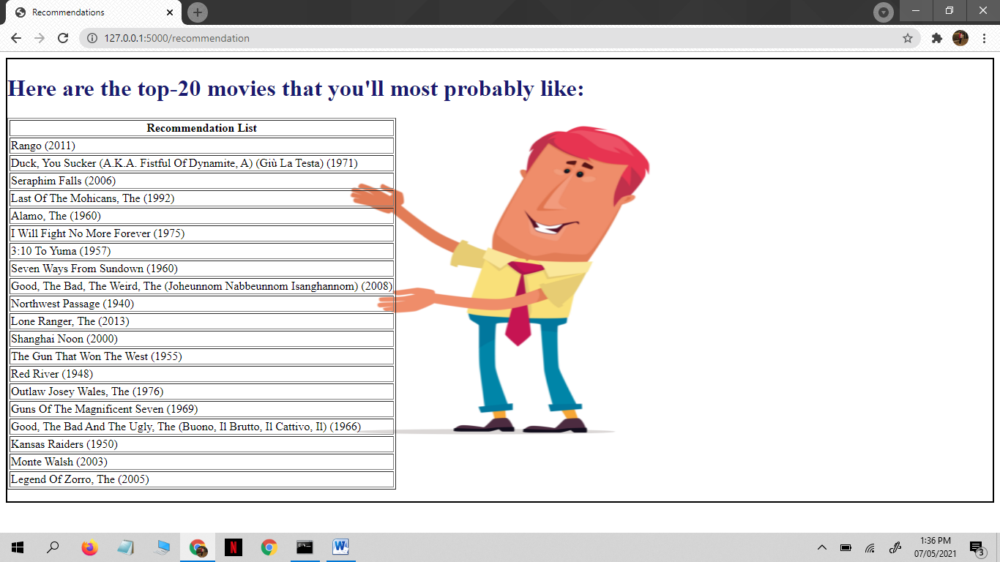 Recommendations
127.0.0.1:5000/recommendation
Here are the top-20 movies that you'll most probably like:
Recommendation List
Rango (2011)
Duck, You Sucker (A.K.A. Fistful Of Dynamite, A) (Giù La Testa) (1971)
Seraphim Falls (2006)
Last Of The Mohicans, The (1992)
Alamo, The (1960)
I Will Fight No More Forever (1975)
3:10 To Yuma (1957)
Seven Ways From Sundown (1960)
Good, The Bad, The Weird, The (Joheunnom Nabbeunnom Isanghannom) (2008)
Northwest Passage (1940)
Lone Ranger, The (2013)
Shanghai Noon (2000)
The Gun That Won The West (1955)
Red River (1948)
Outlaw Josey Wales, The (1976)
Guns Of The Magnificent Seven (1969)
Good, The Bad And The Ugly, The (Buono, Il Brutto, Il Cattivo, Il) (1966)
Kansas Raiders (1950)
Monte Walsh (2003)
Legend Of Zorro, The (2005)
N
W
1:36 PM
07/05/2021
3